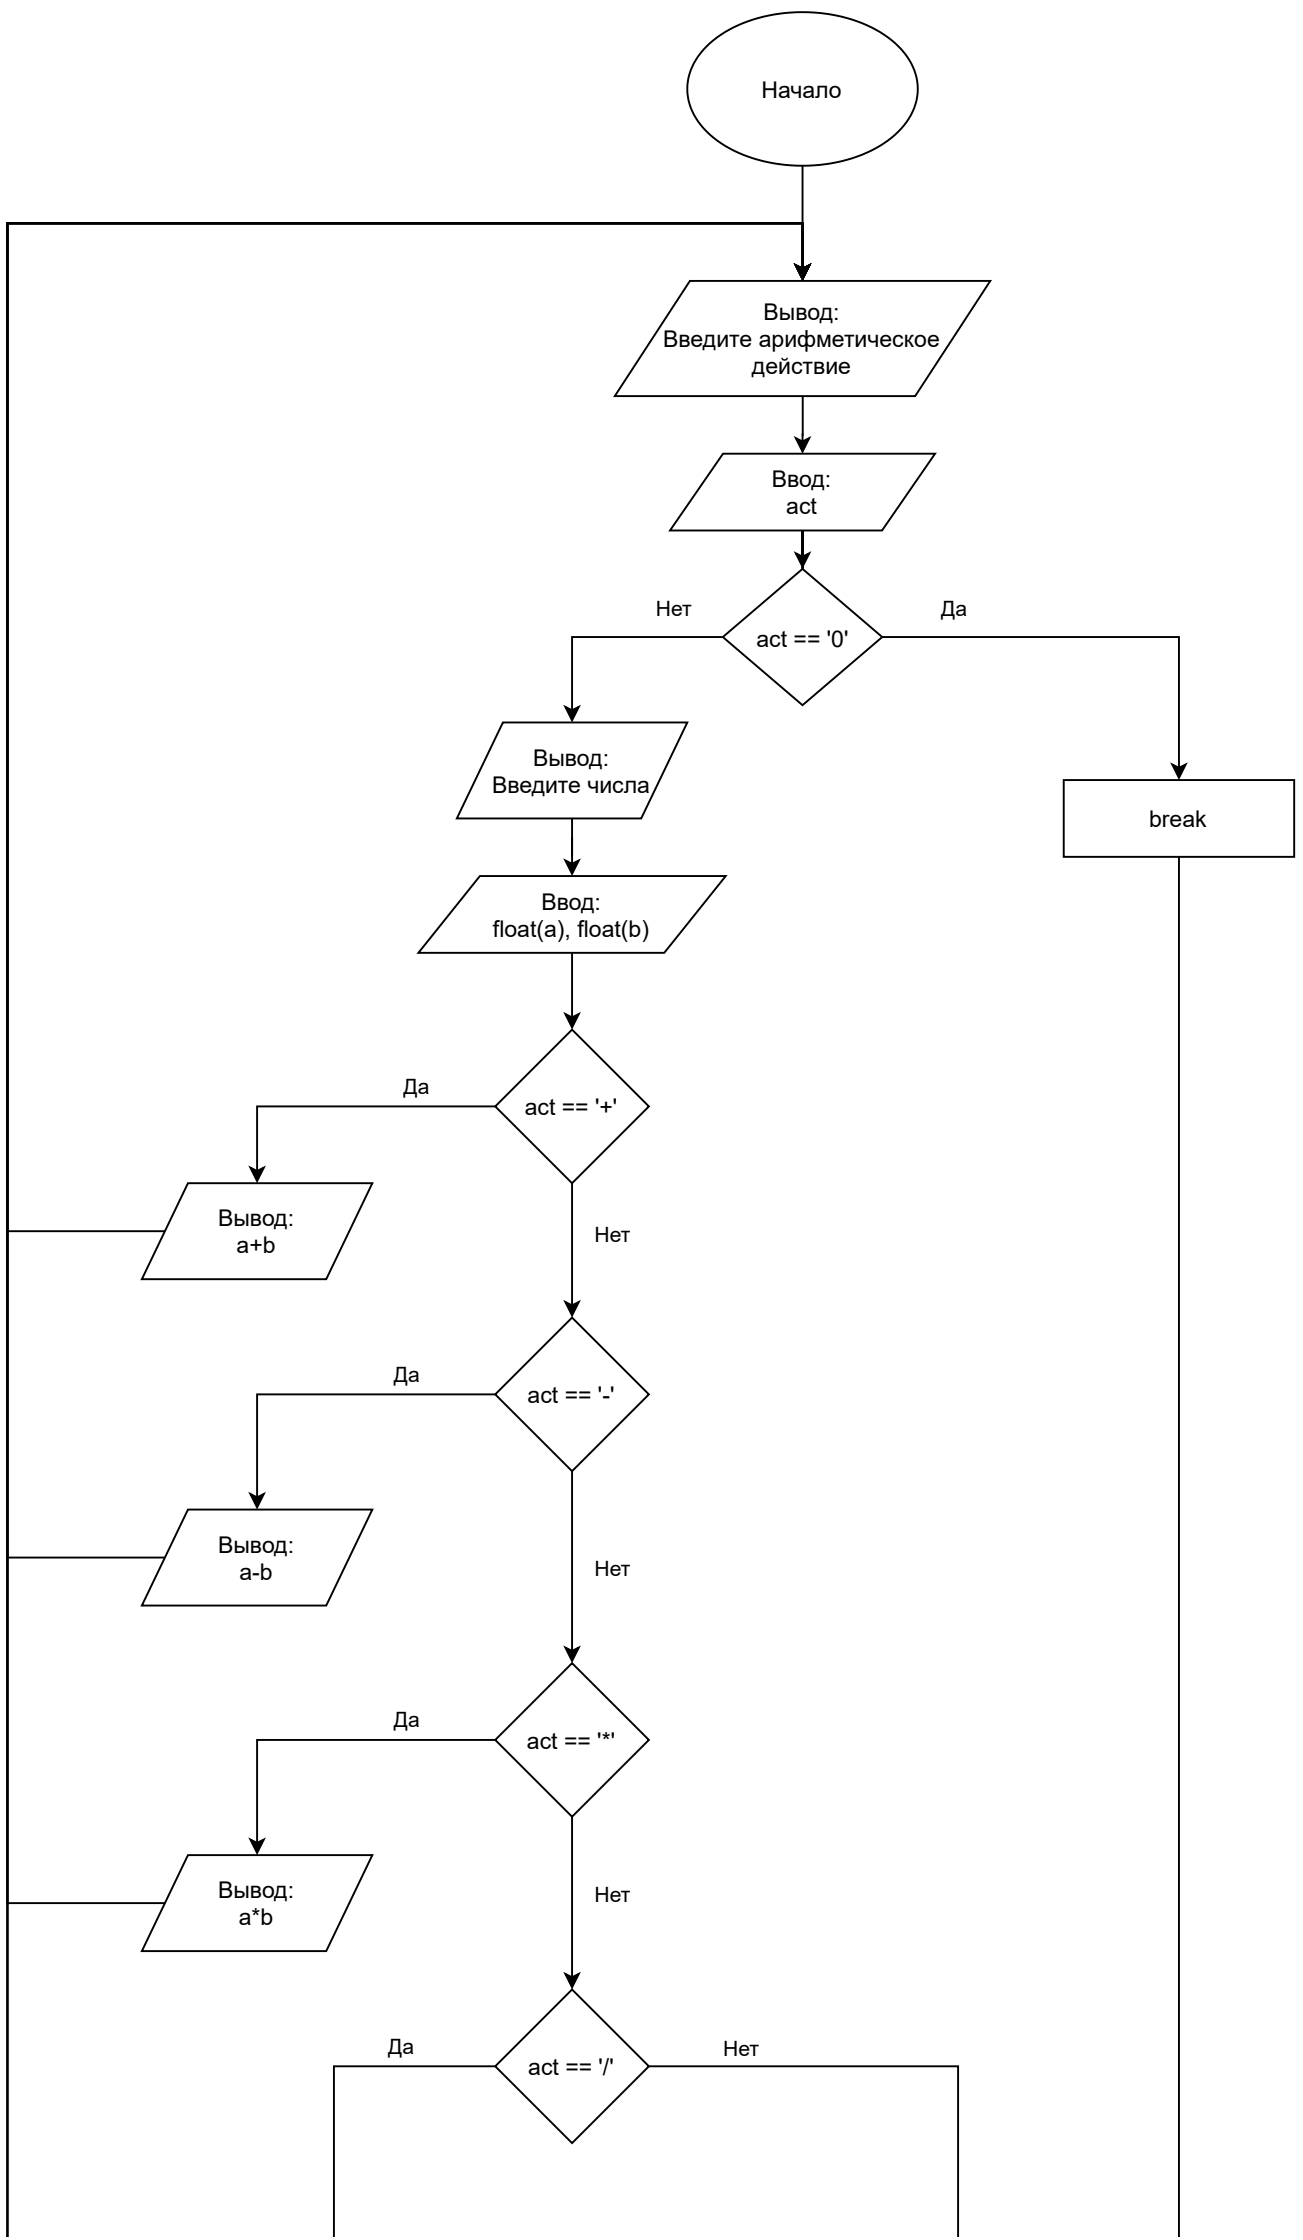 Начало
Вывод:
Введите арифметическое
действие
Ввод:
act
Нет
Да
act == '0'
Вывод:
Введите числа
break
Ввод:
float(a), float(b)
Да
act == '+'
Вывод:
a+b
Нет
Да
act == '-'
Вывод:
a-b
Нет
Да
act == '*'
Вывод:
a*b
Нет
Да
Нет
act == '/'